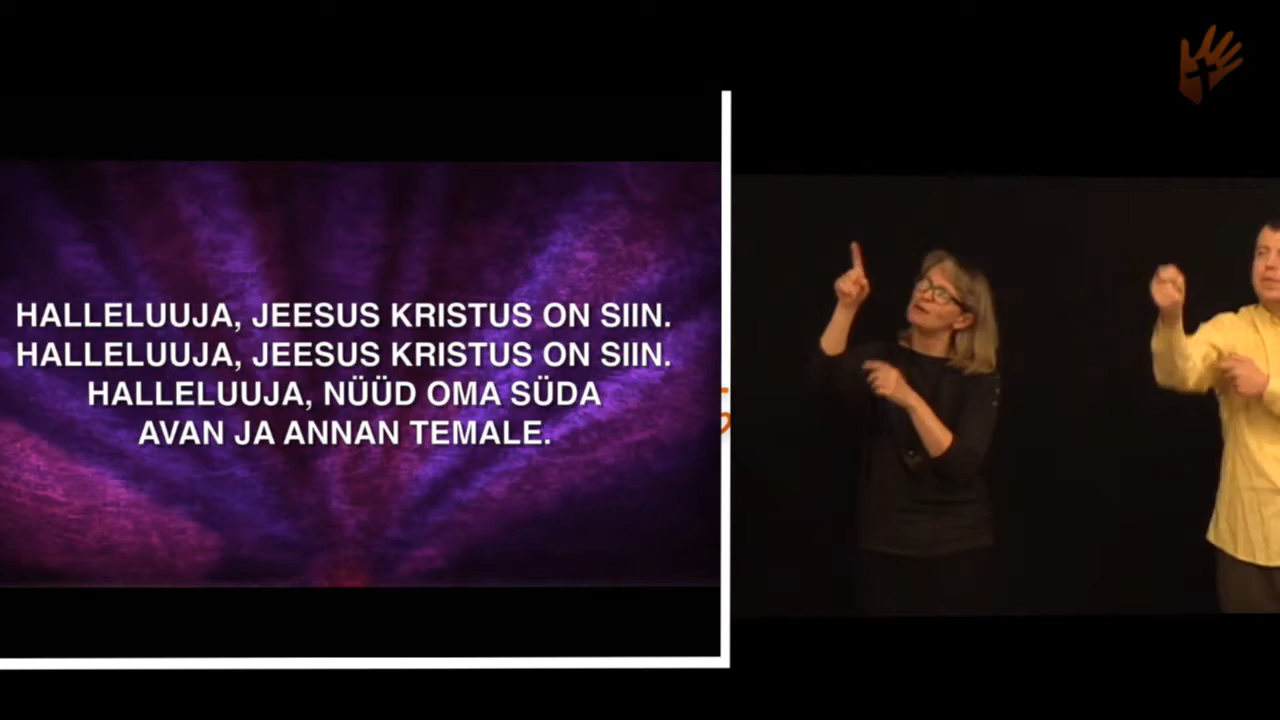 HALLELUUJA, JEESUS KRISTUS ON SIIN.
HALLELUUJA, JEESUS KRISTUS ON SIIN.
HALLELUUJA, NÜÜD OMA SÜDA
AVAN JA ANNAN TEMALE.